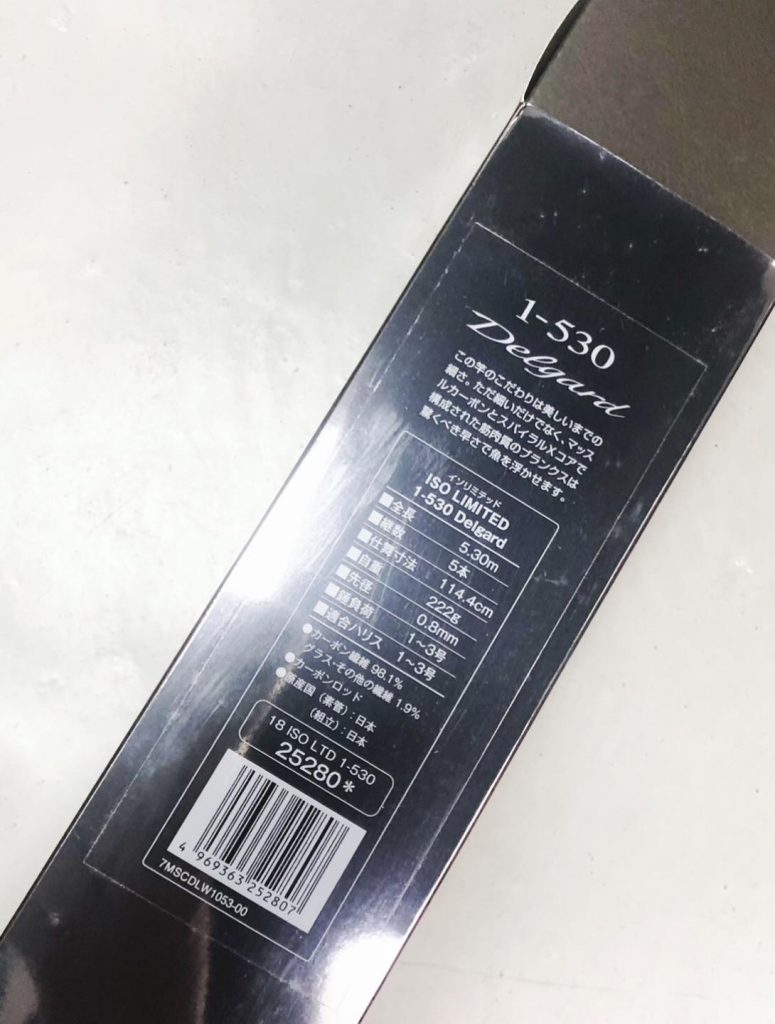 1-530
Delgard
この竿のこだわりは美しいまでの
細さ。ただ細いだけでなく、マッス
ルカーボンとスパイラルXコアで
構成された筋肉質のブランクスは
驚くべき早さで魚を浮かせます。
イソリミテッド
ISO LIMITED
1-530 Delgard
■全長 5.30m
■継数 5本
■仕舞寸法 114.4cm
■自重 222g
■先径 0.8mm
■錘負荷 1~3号
■適合ハリス 1~3号
●カーボン繊維 98.1%
グラス・その他の繊維 1.9%
●カーボンロッド
●原産国(素管):日本
(組立):日本
18 ISO LTD 1-530
25280*
4 969363 252807
7MSCDLW1053-00